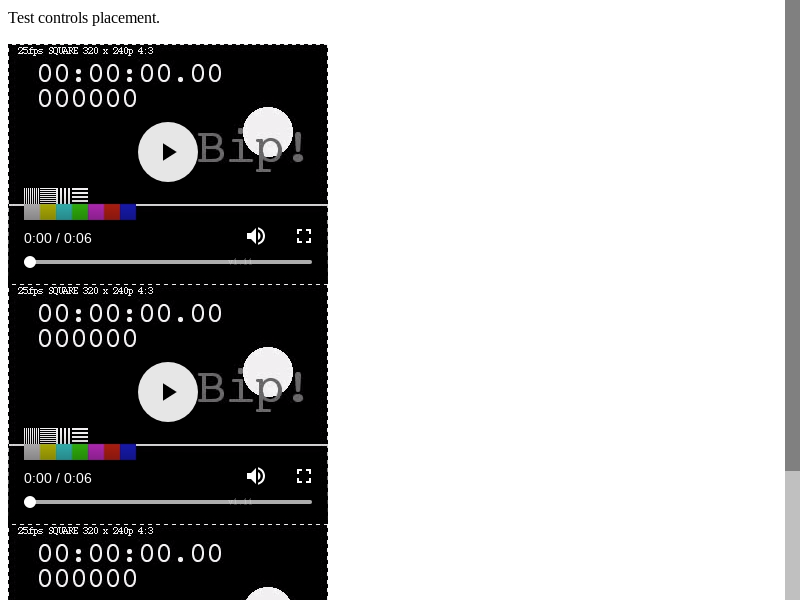 Test controls placement.
25fps SQUARE 320 x 240p 4:3
00:00:00.00
000000
Bip!
0:00 / 0:06
25fps SQUARE 320 x 240p 4:3
00:00:00.00
000000
Bip!
0:00 / 0:06
25fps SQUARE 320 x 240p 4:3
00:00:00.00
000000